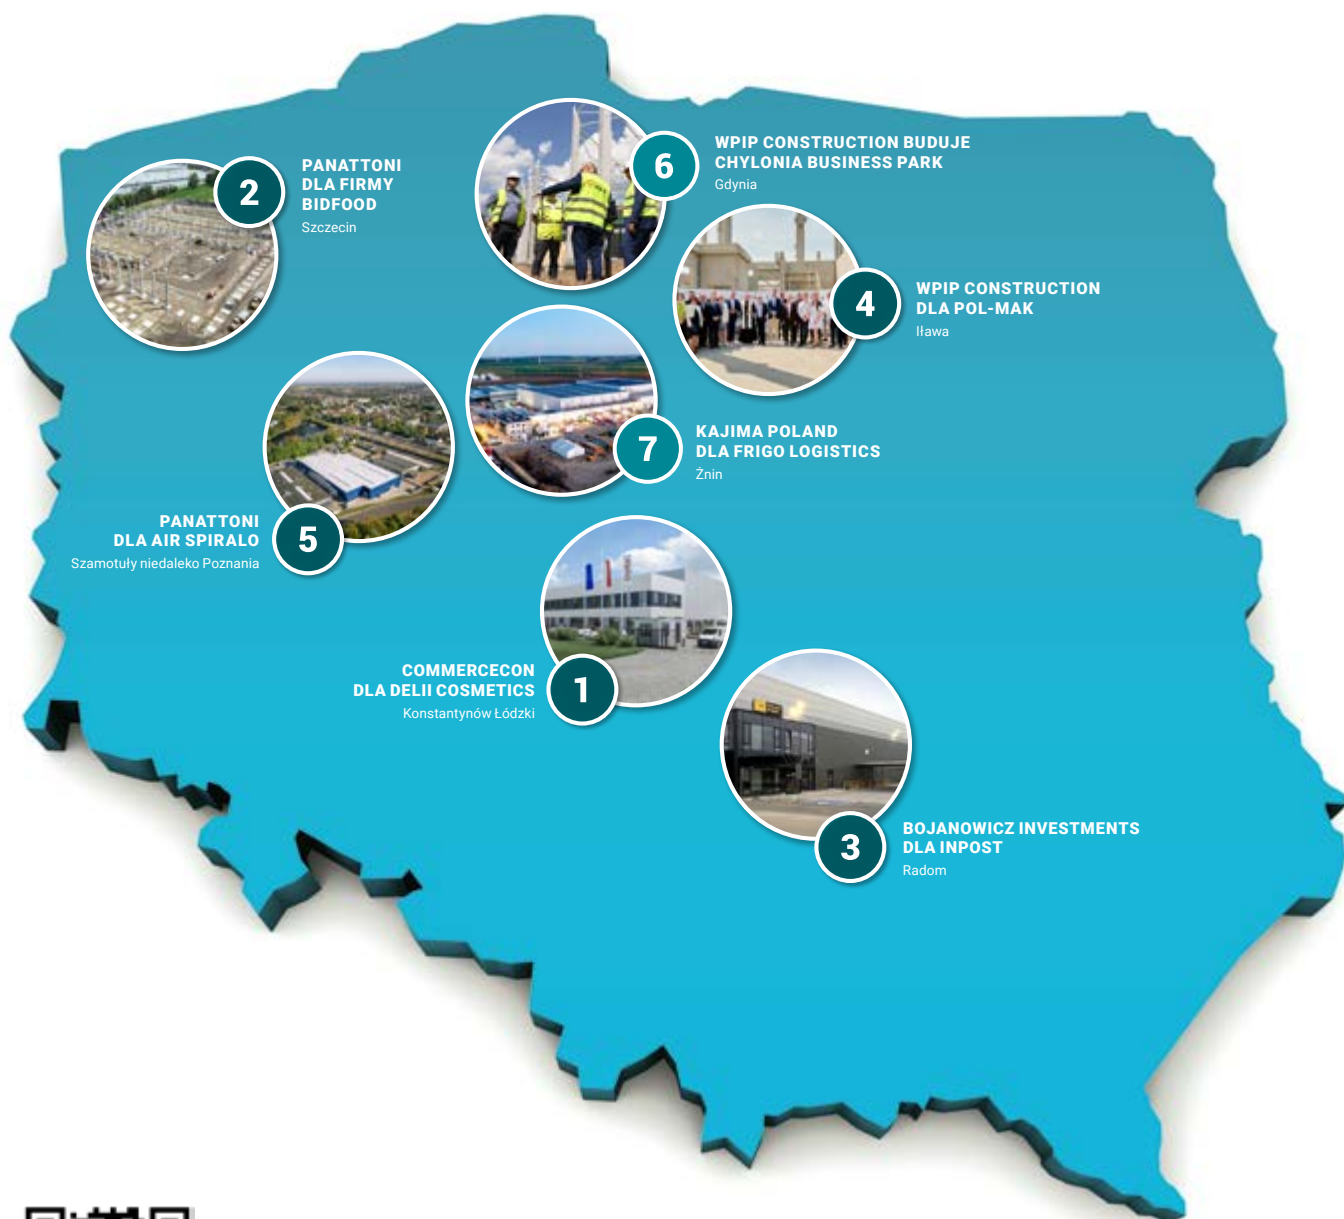 2
PANATTONI
DLA FIRMY
BIDFOOD
Szczecin
6
WPIP CONSTRUCTION BUDUJE
CHYLONIA BUSINESS PARK
Gdynia
4
WPIP CONSTRUCTION
DLA POL-MAK
Iława
7
KAJIMA POLAND
DLA FRIGO LOGISTICS
Żnin
PANATTONI
DLA AIR SPIRALO
Szamotuły niedaleko Poznania
5
COMMERCECON
DLA DELII COSMETICS
Konstantynów Łódzki
1
3
BOJANOWICZ INVESTMENTS
DLA INPOST
Radom